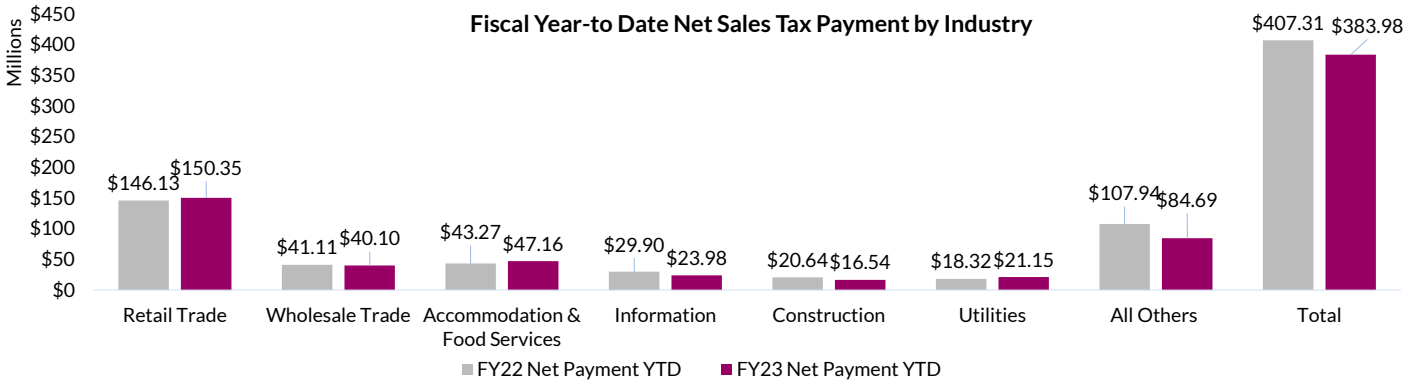 Fiscal Year-to Date Net Sales Tax Payment by Industry
Millions
$450
$400
$350
$300
$250
$200
$150
$100
$50
$0
$146.13 $150.35
$41.11 $40.10
$43.27 $47.16
$29.90 $23.98
$20.64 $16.54
$18.32 $21.15
$107.94 $84.69
$407.31 $383.98
Retail Trade
Wholesale Trade
Accommodation &
Food Services
Information
Construction
Utilities
All Others
Total
FY22 Net Payment YTD
FY23 Net Payment YTD